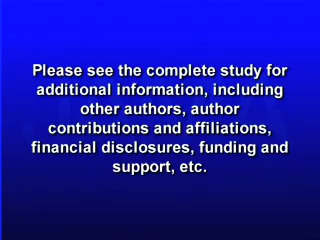 Please see the complete study for
additional information, including
other authors, author
contributions and affiliations,
financial disclosures, funding and
support, etc.